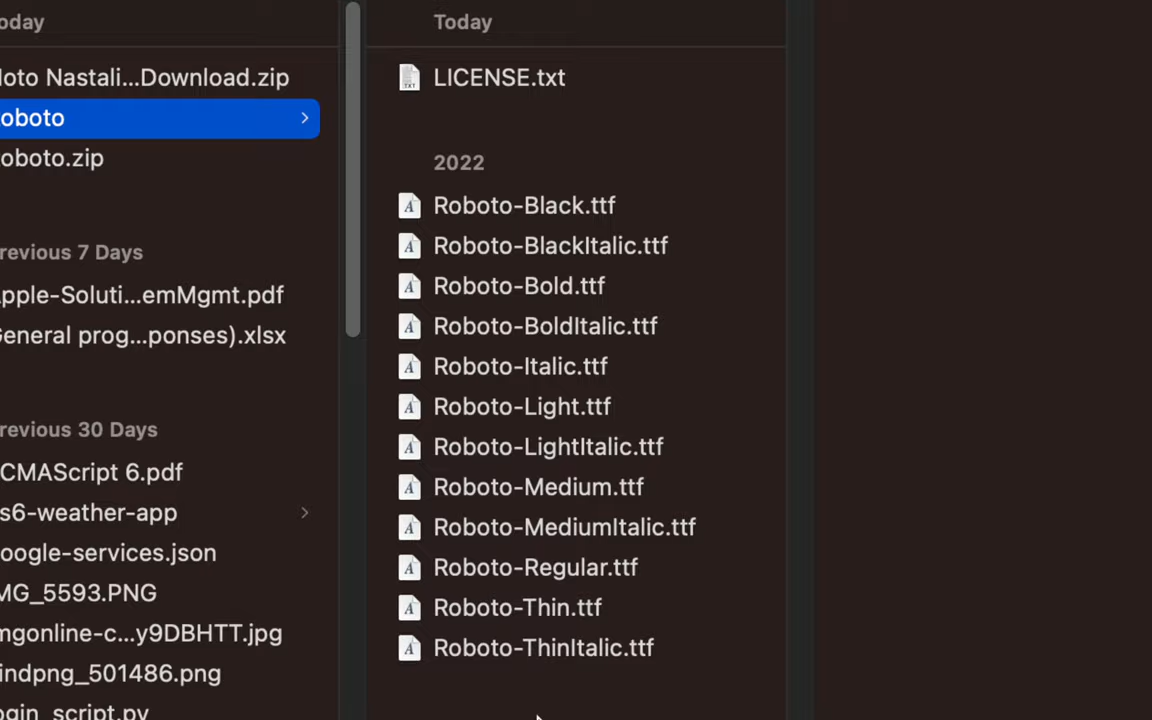 oday
loto Nastali...Download.zip
oboto
oboto.zip
revious 7 Days
pple-Soluti...emMgmt.pdf
General prog...ponses).xlsx
revious 30 Days
CMAScript 6.pdf
s6-weather-app
oogle-services.json
MG_5593.PNG
mgonline-c...y9DBHTT.jpg
indpng_501486.png
ogin_script.py
Today
LICENSE.txt
2022
Roboto-Black.ttf
Roboto-BlackItalic.ttf
Roboto-Bold.ttf
Roboto-BoldItalic.ttf
Roboto-Italic.ttf
Roboto-Light.ttf
Roboto-LightItalic.ttf
Roboto-Medium.ttf
Roboto-MediumItalic.ttf
Roboto-Regular.ttf
Roboto-Thin.ttf
Roboto-ThinItalic.ttf